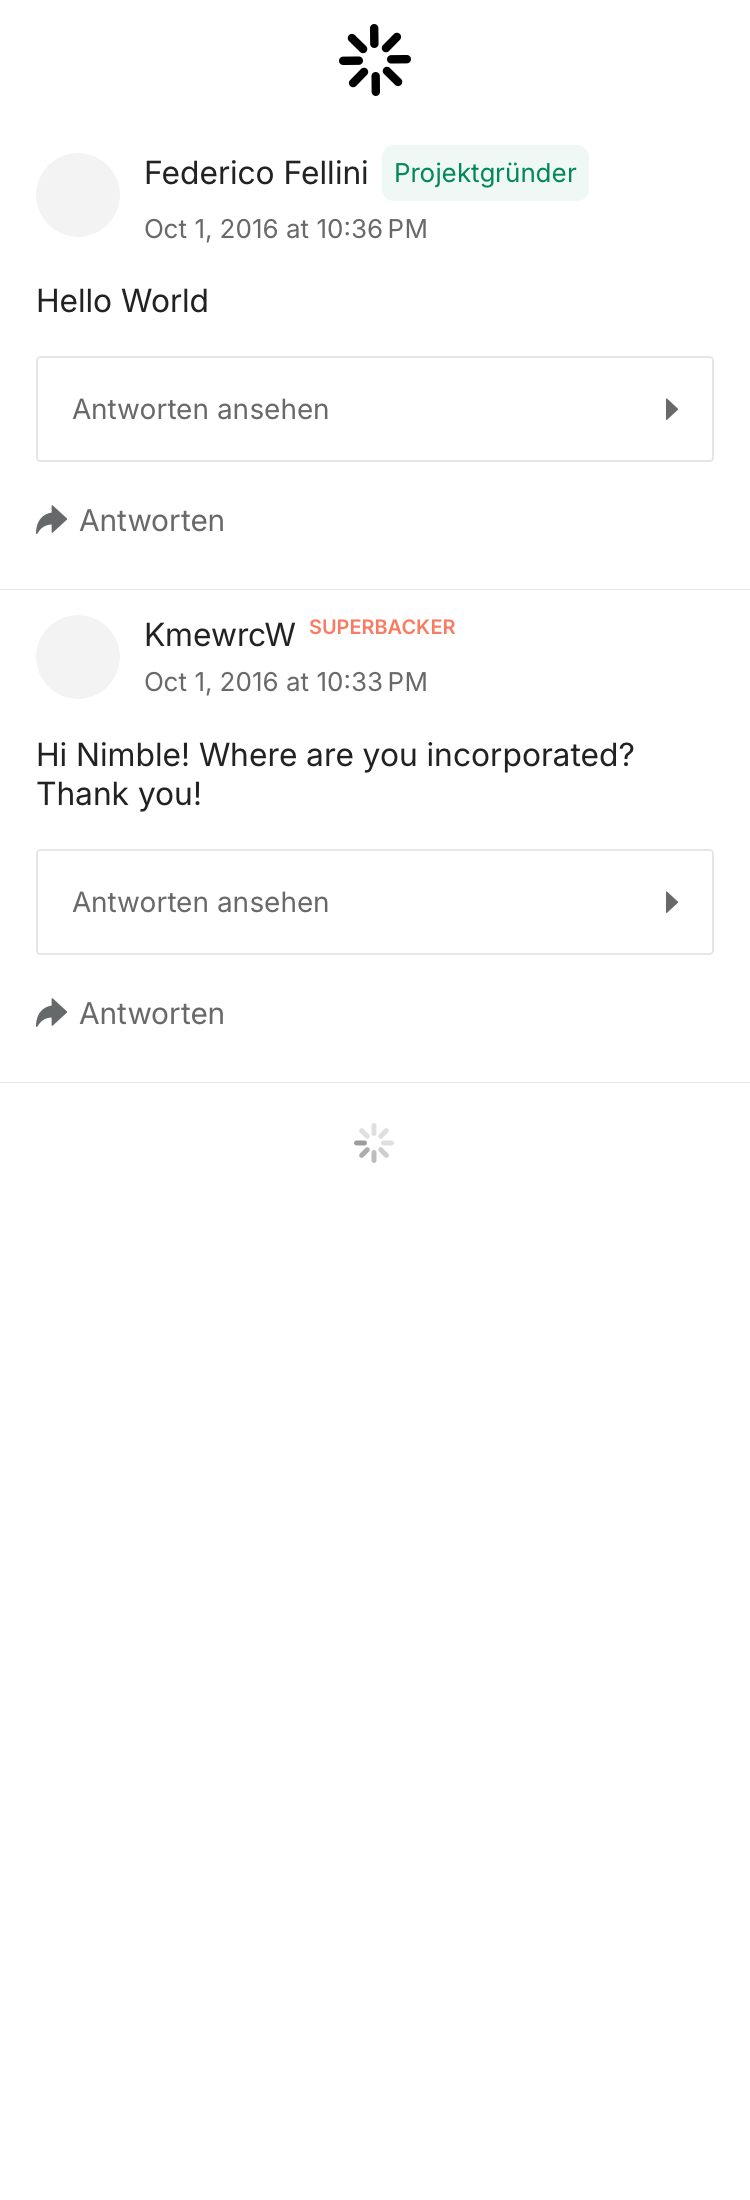 Federico Fellini Projektgründer
Oct 1, 2016 at 10:36 PM
Hello World
Antworten ansehen
Antworten
KmewrcW SUPERBACKER
Oct 1, 2016 at 10:33 PM
Hi Nimble! Where are you incorporated?
Thank you!
Antworten ansehen
Antworten